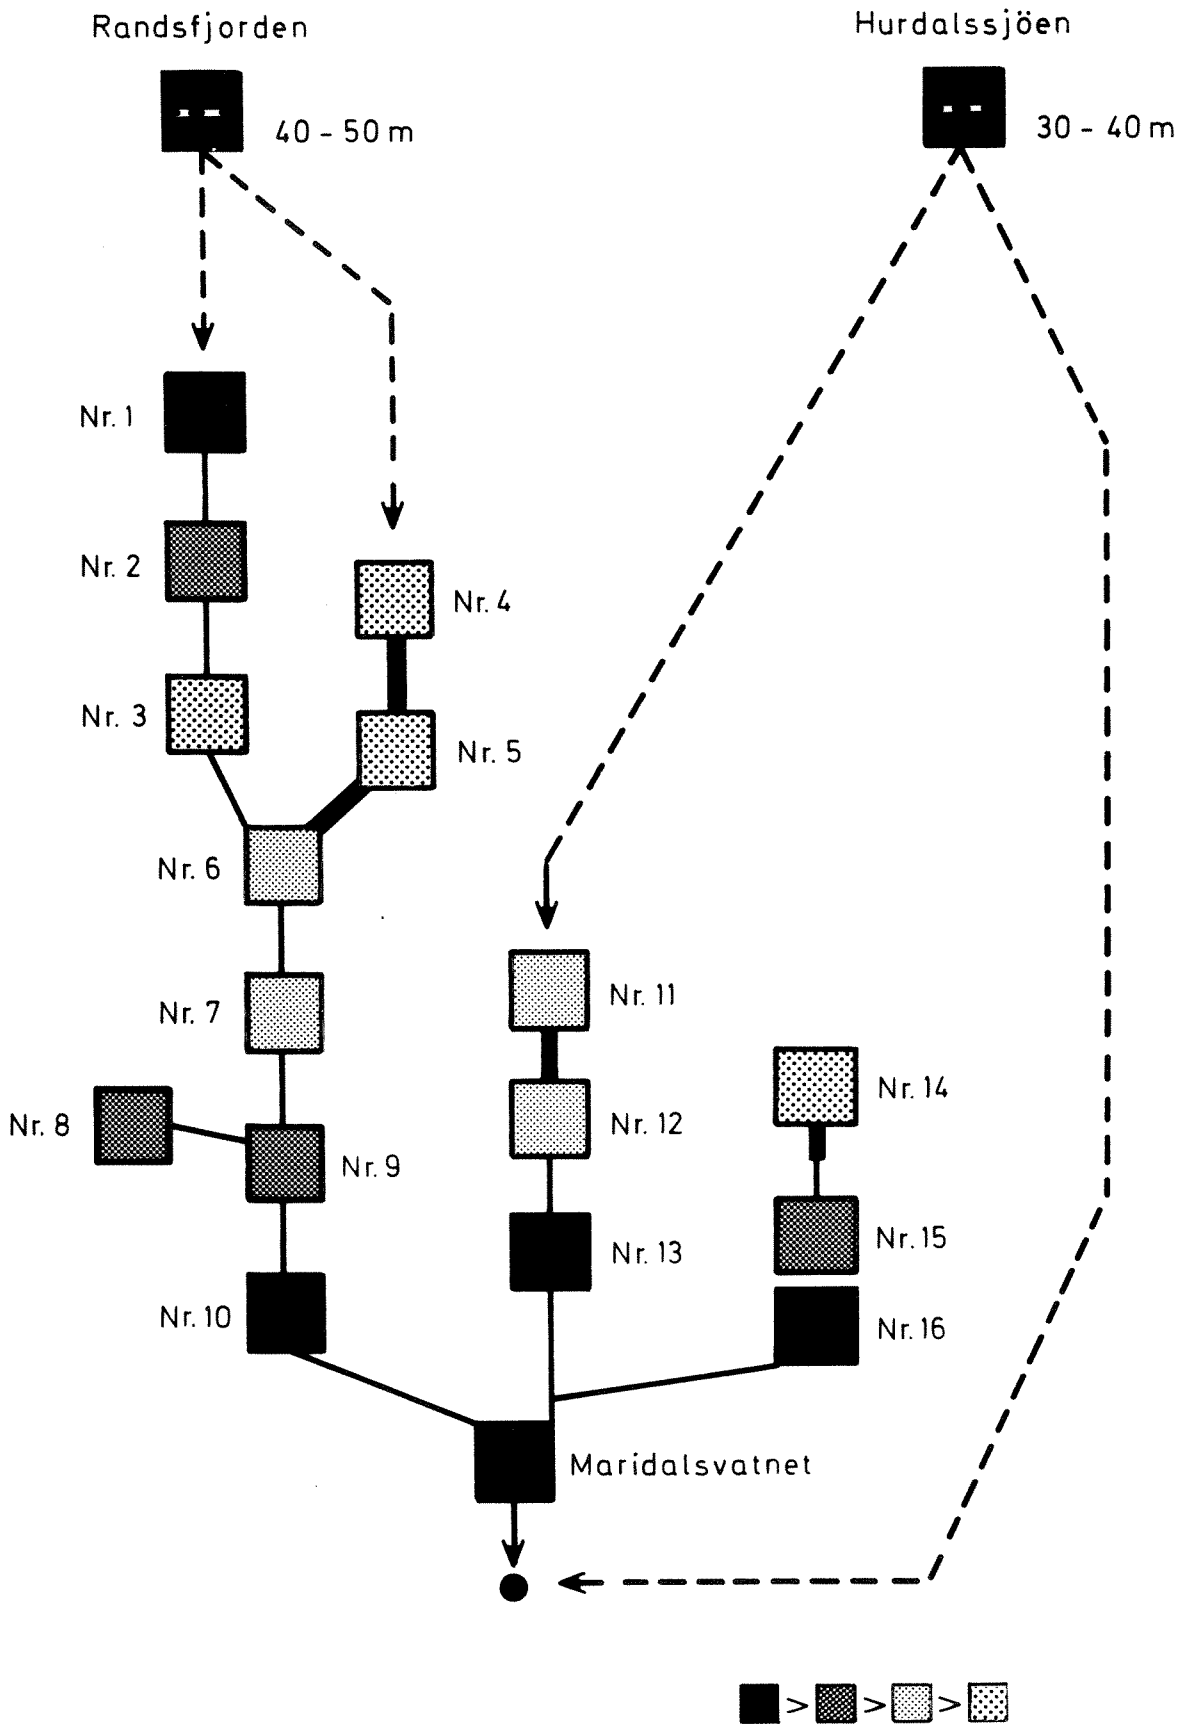 Randsfjorden
Hurdalssjöen
40 - 50 m
30 - 40 m
Nr. 1
Nr. 2
Nr. 4
Nr. 3
Nr. 5
Nr. 6
Nr. 11
Nr. 7
Nr. 14
Nr. 8
Nr. 12
Nr. 9
Nr. 15
Nr. 13
Nr. 10
Nr. 16
Maridalsvatnet
> > >